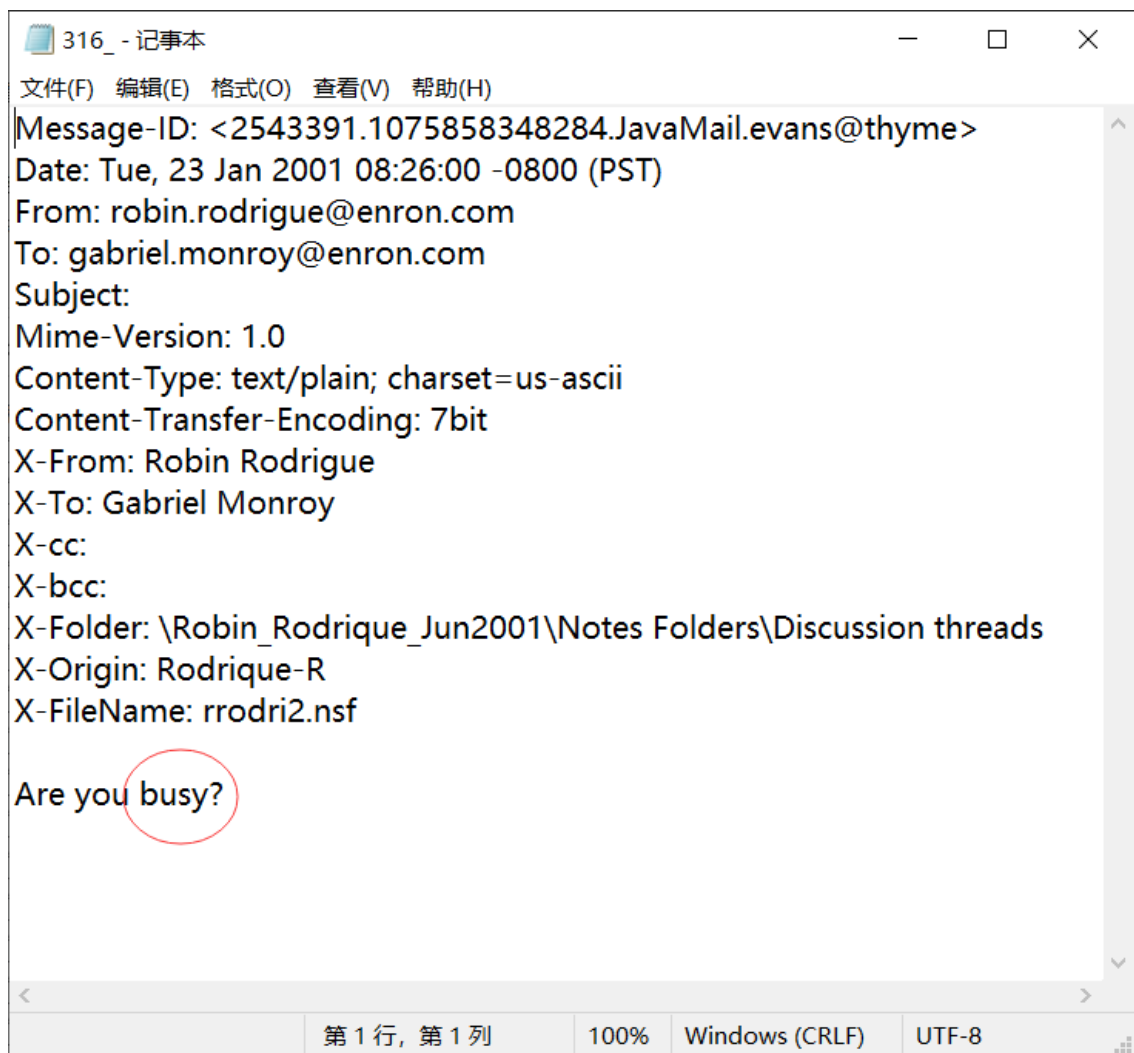 316_ - 记事本
文件(F) 编辑(E) 格式(O) 查看(V) 帮助(H)
Message-ID: <2543391.1075858348284.JavaMail.evans@thyme>
Date: Tue, 23 Jan 2001 08:26:00 -0800 (PST)
From: robin.rodrigue@enron.com
To: gabriel.monroy@enron.com
Subject:
Mime-Version: 1.0
Content-Type: text/plain; charset=us-ascii
Content-Transfer-Encoding: 7bit
X-From: Robin Rodrigue
X-To: Gabriel Monroy
X-cc:
X-bcc:
X-Folder: \Robin_Rodrique_Jun2001\Notes Folders\Discussion threads
X-Origin: Rodrique-R
X-FileName: rrodri2.nsf
Are you busy?
第 1 行，第 1 列 100% Windows (CRLF) UTF-8